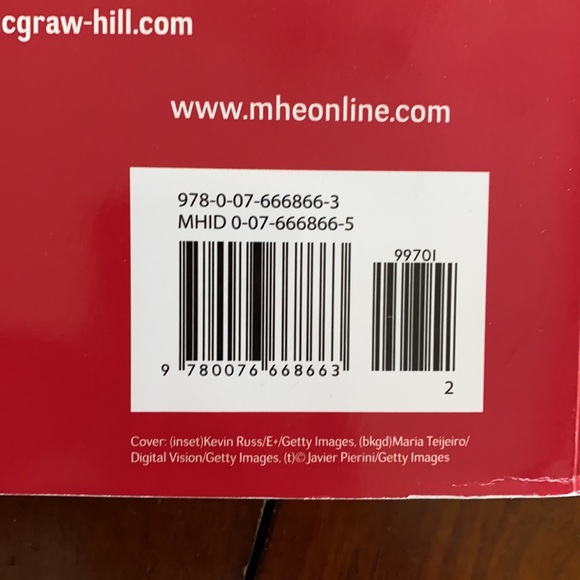 cgraw-hill.com
www.mheonline.com
978-0-07-666866-3
MHID 0-07-666866-5
99701
9 780076 668663
2
Cover: (inset)Kevin Russ/E+/Getty Images, (bkgd)Maria Teijeiro/
Digital Vision/Getty Images, (t)©Javier Pierini/Getty Images